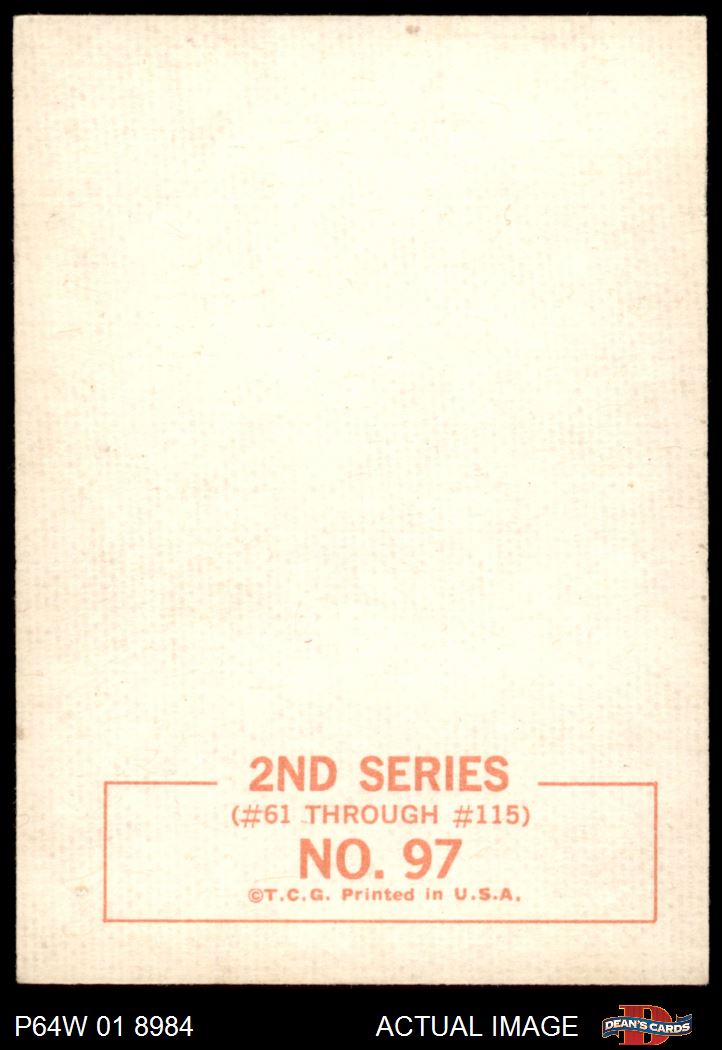 2ND SERIES
(#61 THROUGH #115)
NO. 97
©T.C.G. Printed in U.S.A.
P64W 01 8984
ACTUAL IMAGE
DEAN'S CARDS